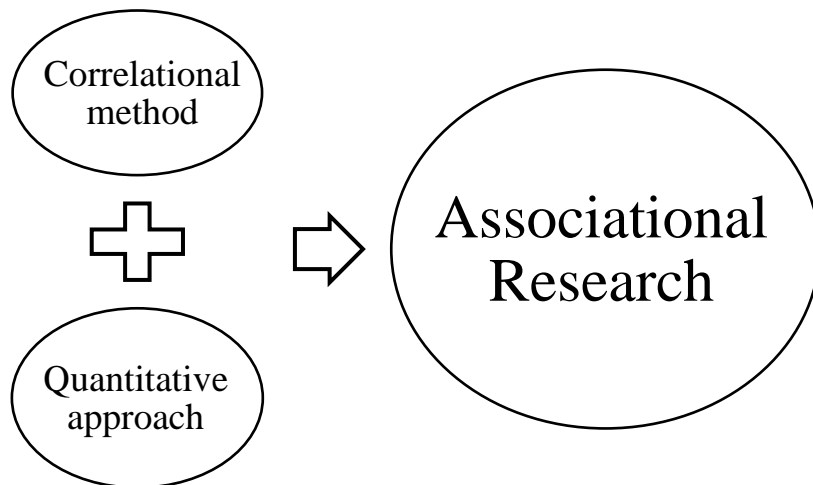 Correlational
method
Quantitative
approach
Associational
Research